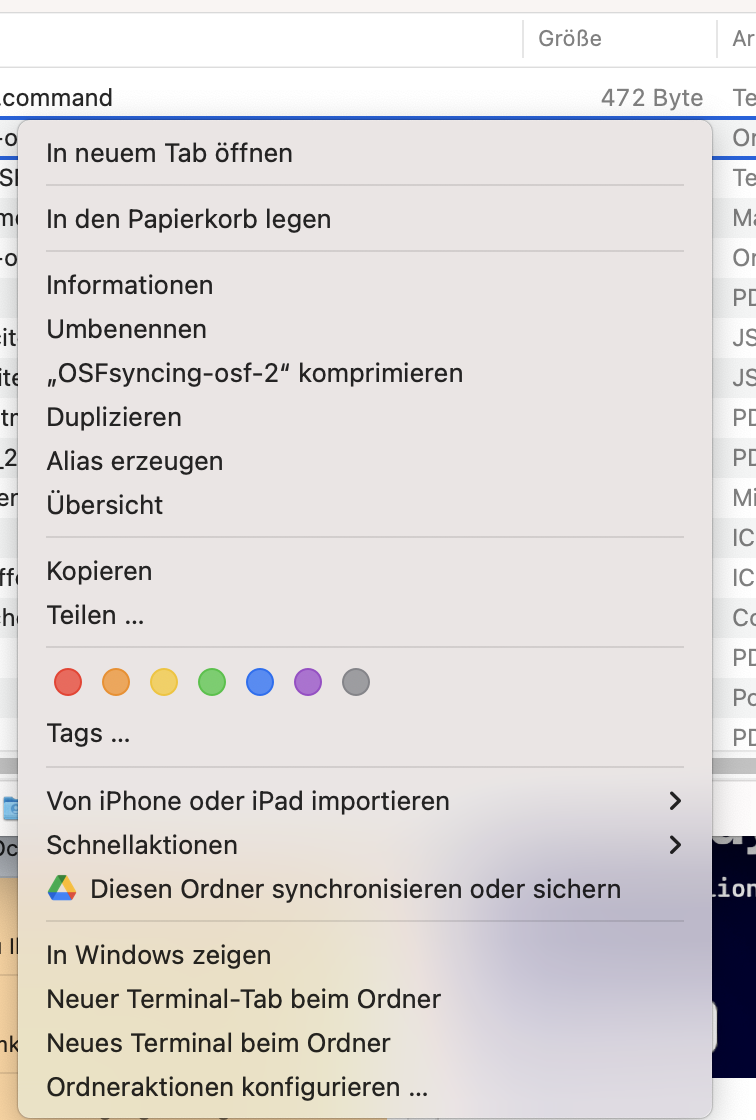 Größe
.command 472 Byte
In neuem Tab öffnen
In den Papierkorb legen
Informationen
Umbenennen
„OSFsyncing-osf-2“ komprimieren
Duplizieren
Alias erzeugen
Übersicht
Kopieren
Teilen ...
Tags ...
Von iPhone oder iPad importieren
Schnellaktionen
Diesen Ordner synchronisieren oder sichern
In Windows zeigen
Neuer Terminal-Tab beim Ordner
Neues Terminal beim Ordner
Ordneraktionen konfigurieren ...